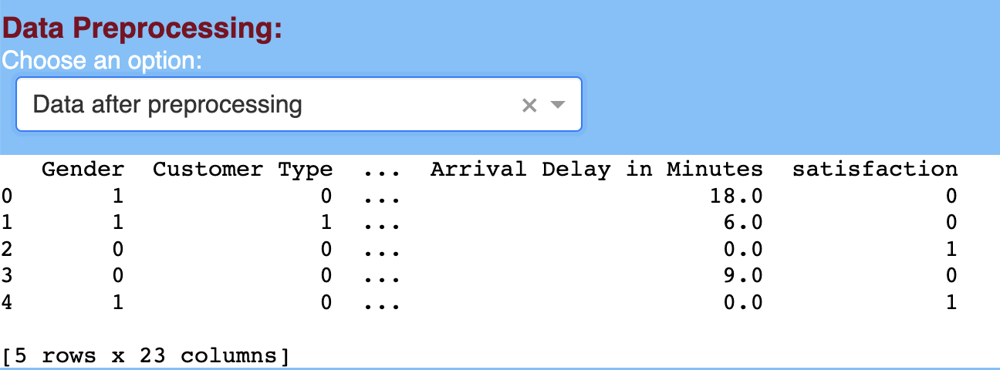 Data Preprocessing:
Choose an option:
Data after preprocessing
   Gender  Customer Type  ...  Arrival Delay in Minutes  satisfaction
0       1              0  ...                      18.0             0
1       1              1  ...                       6.0             0
2       0              0  ...                       0.0             1
3       0              0  ...                       9.0             0
4       1              0  ...                       0.0             1
[5 rows x 23 columns]